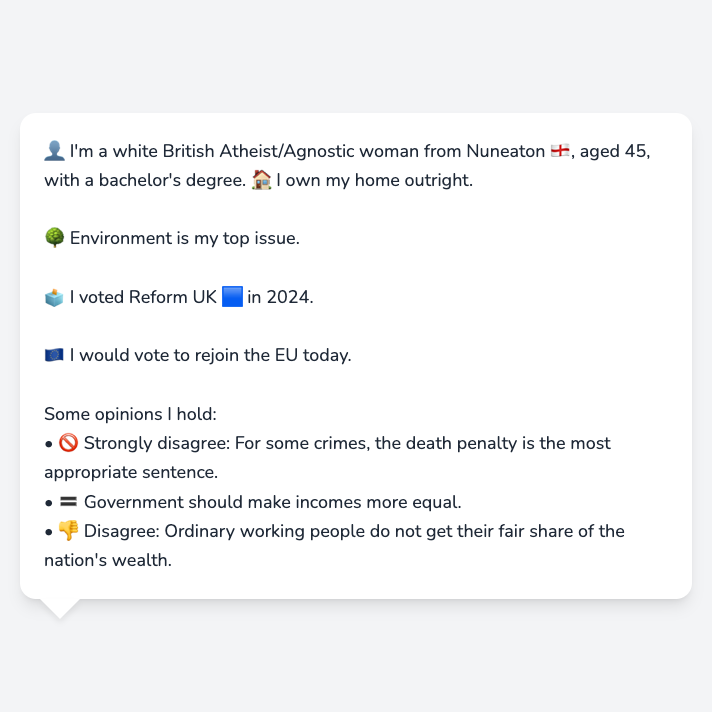 👤 I'm a white British Atheist/Agnostic woman from Nuneaton 🏴󠁧󠁢󠁥󠁮󠁧󠁿, aged 45,
with a bachelor's degree. 🏠 I own my home outright.
🌳 Environment is my top issue.
🗳️ I voted Reform UK 🟦 in 2024.
🇪🇺 I would vote to rejoin the EU today.
Some opinions I hold:
• 🚫 Strongly disagree: For some crimes, the death penalty is the most
appropriate sentence.
• 🟰 Government should make incomes more equal.
• 👎 Disagree: Ordinary working people do not get their fair share of the
nation's wealth.